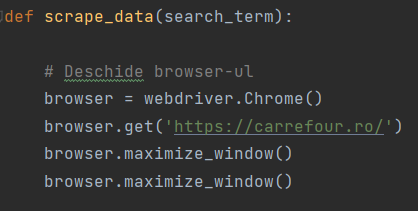 def scrape_data(search_term):
# Deschide browser-ul
browser = webdriver.Chrome()
browser.get('https://carrefour.ro/')
browser.maximize_window()
browser.maximize_window()